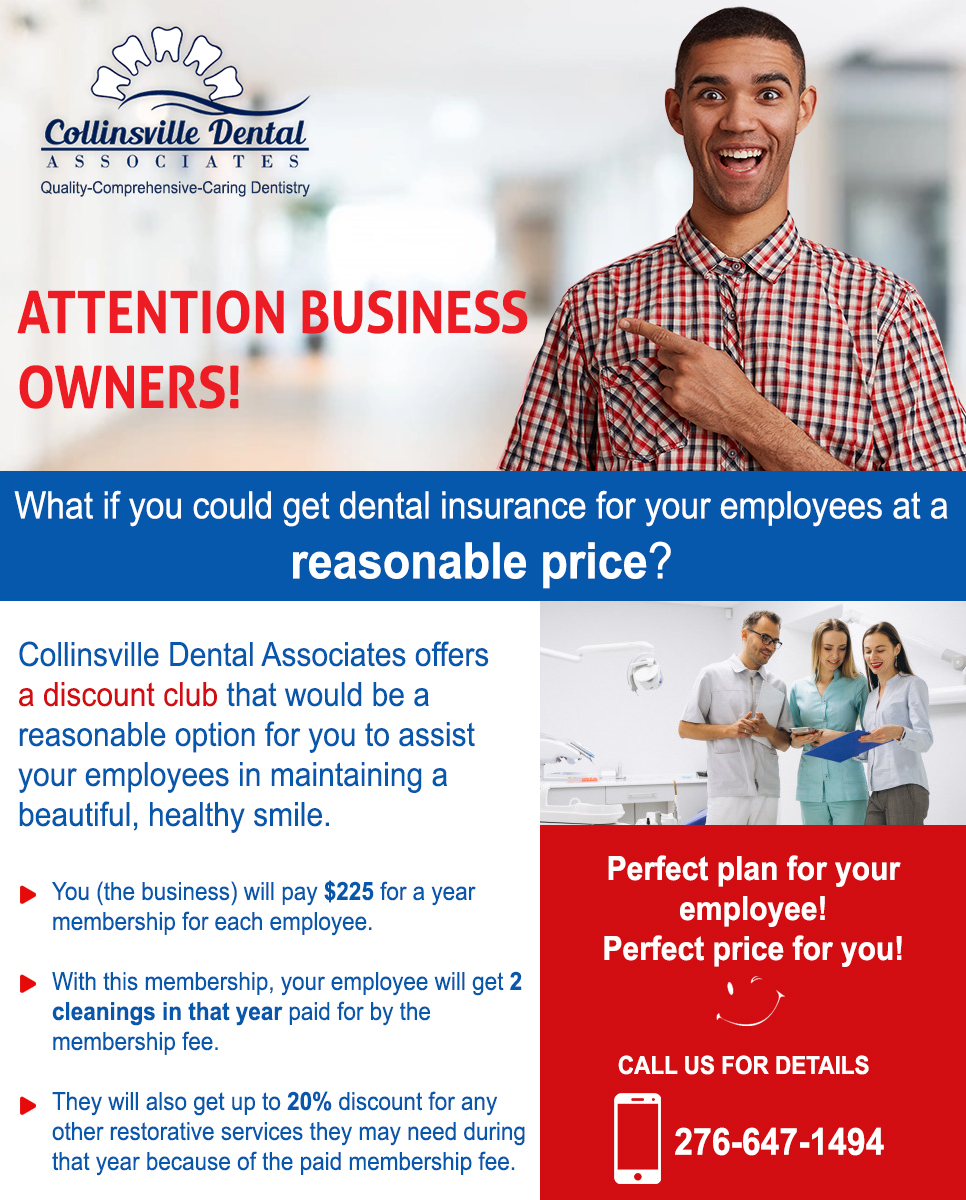 Collinsville Dental
ASSOCIATES
Quality-Comprehensive-Caring Dentistry
ATTENTION BUSINESS
OWNERS!
What if you could get dental insurance for your employees at a
reasonable price?
Collinsville Dental Associates offers
a discount club that would be a
reasonable option for you to assist
your employees in maintaining a
beautiful, healthy smile.
You (the business) will pay $225 for a year
membership for each employee.
With this membership, your employee will get 2
cleanings in that year paid for by the
membership fee.
They will also get up to 20% discount for any
other restorative services they may need during
that year because of the paid membership fee.
Perfect plan for your
employee!
Perfect price for you!
CALL US FOR DETAILS
276-647-1494